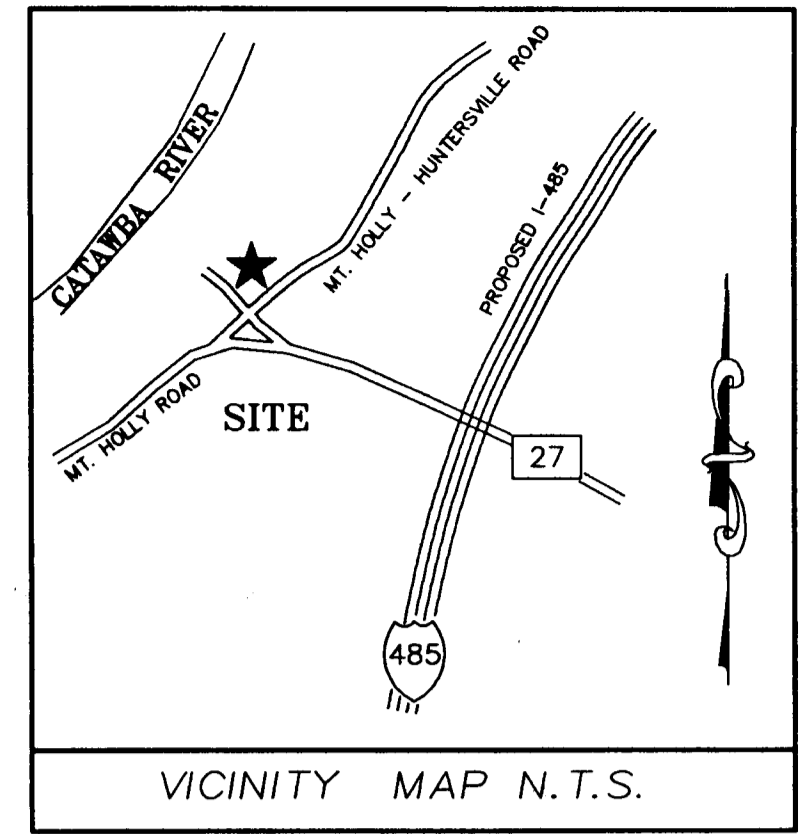 CATAWBA RIVER
MT. HOLLY - HUNTERSVILLE ROAD
PROPOSED I-485
MT. HOLLY ROAD
SITE
27
485
VICINITY MAP N.T.S.